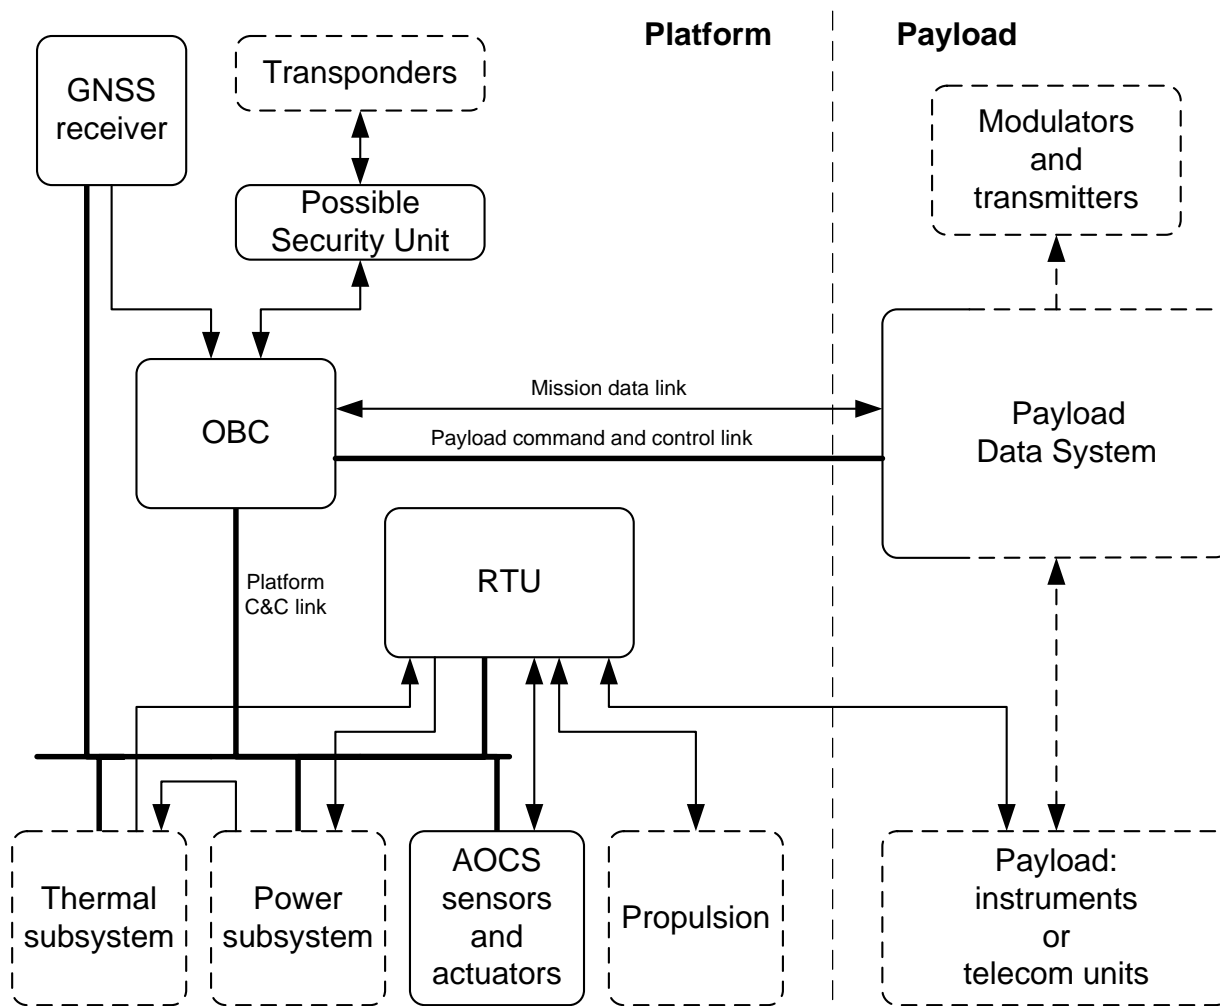 Platform
Payload
GNSS
receiver
Transponders
Modulators
and
transmitters
Possible
Security Unit
Mission data link
OBC
Payload command and control link
Payload
Data System
Platform
C&C link
RTU
Thermal
subsystem
Power
subsystem
AOCS
sensors
and
actuators
Propulsion
Payload:
instruments
or
telecom units